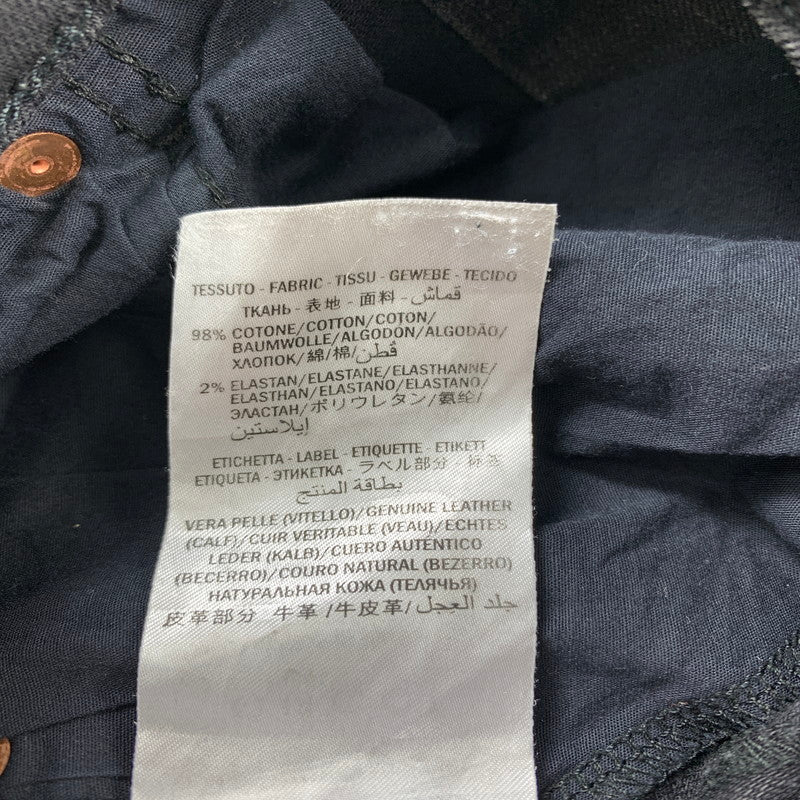 TESSUTO - FABRIC - TISSU - GEWEBE - TECIDO
ТКАНЬ - 表地 - 面料 - قماش
98% COTONE/COTTON/COTON/
BAUMWOLLE/ALGODON/ALGODÃO/
ХЛОПОК/綿/棉/قُطن
2% ELASTAN/ELASTANE/ELASTHANNE/
ELASTHAN/ELASTANO/ELASTANO/
ЭЛАСТАН/ポリウレタン/氨纶/
إيلاستين
ETICHETTA - LABEL - ETIQUETTE - ETIKETT
ETIQUETA - ЭТИКЕТКА - ラベル部分 - 标签
بطاقة المنتج
VERA PELLE (VITELLO)/GENUINE LEATHER
(CALF)/CUIR VERITABLE (VEAU)/ECHTES
LEDER (KALB)/CUERO AUTÉNTICO
(BECERRO)/COURO NATURAL (BEZERRO)
НАТУРАЛЬНАЯ КОЖА (ТЕЛЯЧЬЯ)
皮革部分 牛革 /牛皮革/ جلد العجل